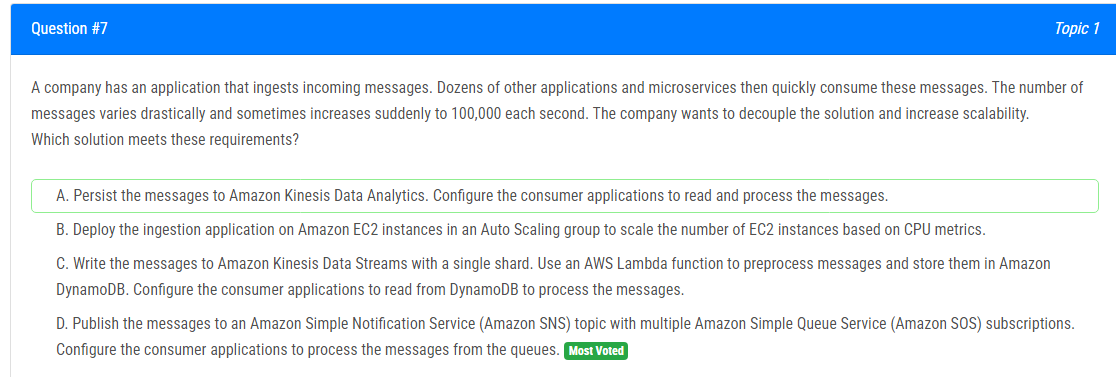 Question #7
Topic 1
A company has an application that ingests incoming messages. Dozens of other applications and microservices then quickly consume these messages. The number of
messages varies drastically and sometimes increases suddenly to 100,000 each second. The company wants to decouple the solution and increase scalability.
Which solution meets these requirements?
A. Persist the messages to Amazon Kinesis Data Analytics. Configure the consumer applications to read and process the messages.
B. Deploy the ingestion application on Amazon EC2 instances in an Auto Scaling group to scale the number of EC2 instances based on CPU metrics.
C. Write the messages to Amazon Kinesis Data Streams with a single shard. Use an AWS Lambda function to preprocess messages and store them in Amazon
DynamoDB. Configure the consumer applications to read from DynamoDB to process the messages.
D. Publish the messages to an Amazon Simple Notification Service (Amazon SNS) topic with multiple Amazon Simple Queue Service (Amazon SOS) subscriptions.
Configure the consumer applications to process the messages from the queues. Most Voted